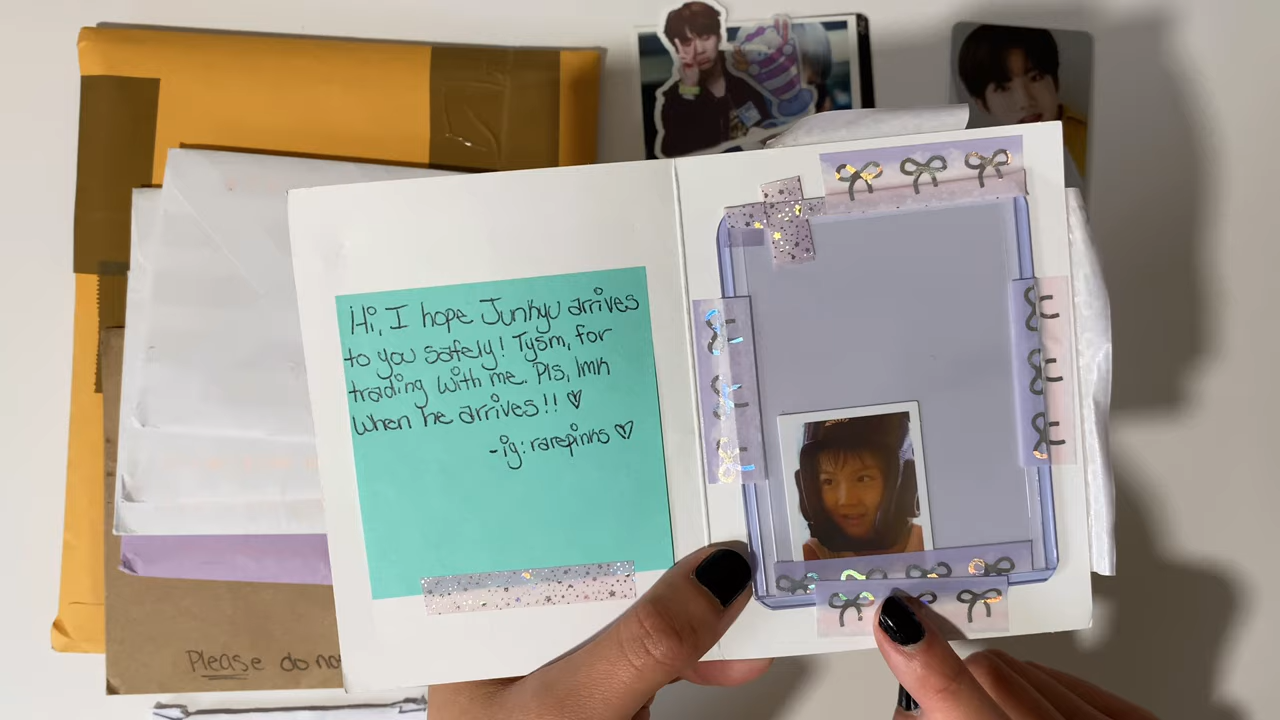 Hi, I hope Junkyu arrives
to you safely! Tysm, for
trading with me. Pls, lmk
when he arrives!! ♡
-ig: rarepinks ♡
Please do no